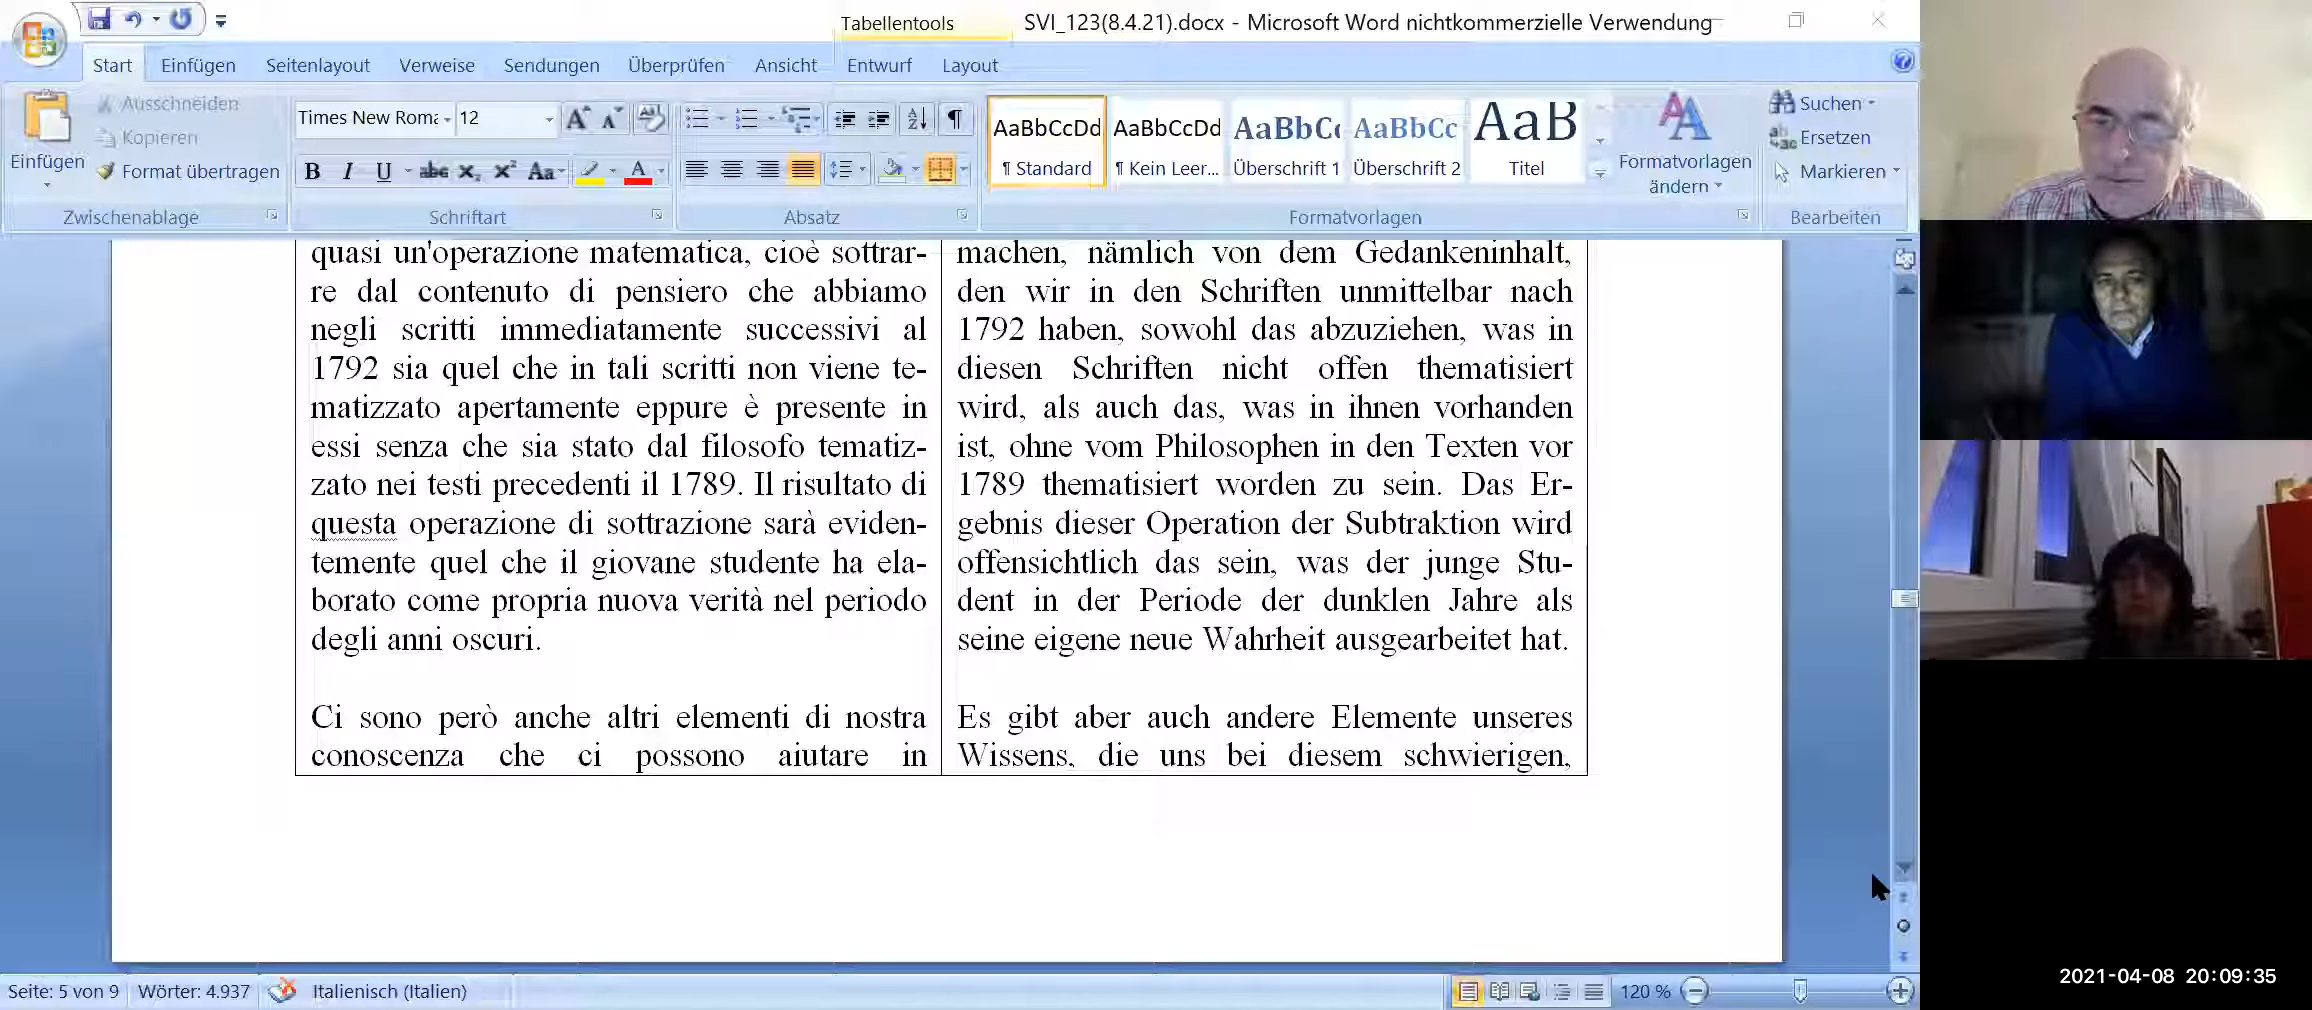 Tabellentools
SVI_123(8.4.21).docx - Microsoft Word nichtkommerzielle Verwendung
Start Einfügen Seitenlayout Verweise Sendungen Überprüfen Ansicht Entwurf Layout
Ausschneiden
Kopieren
Format übertragen
Einfügen
Zwischenablage
Times New Roma 12
Schriftart
Absatz
AaBbCcDd AaBbCcDd AaBbCc AaBbCc AaB
¶ Standard ¶ Kein Leer... Überschrift 1 Überschrift 2 Titel
Formatvorlagen
ändern
Formatvorlagen
Suchen
Ersetzen
Markieren
Bearbeiten
quasi un'operazione matematica, cioè sottrar-
re dal contenuto di pensiero che abbiamo
negli scritti immediatamente successivi al
1792 sia quel che in tali scritti non viene te-
matizzato apertamente eppure è presente in
essi senza che sia stato dal filosofo tematiz-
zato nei testi precedenti il 1789. Il risultato di
questa operazione di sottrazione sarà eviden-
temente quel che il giovane studente ha ela-
borato come propria nuova verità nel periodo
degli anni oscuri.
Ci sono però anche altri elementi di nostra
conoscenza che ci possono aiutare in
machen, nämlich von dem Gedankeninhalt,
den wir in den Schriften unmittelbar nach
1792 haben, sowohl das abzuziehen, was in
diesen Schriften nicht offen thematisiert
wird, als auch das, was in ihnen vorhanden
ist, ohne vom Philosophen in den Texten vor
1789 thematisiert worden zu sein. Das Er-
gebnis dieser Operation der Subtraktion wird
offensichtlich das sein, was der junge Stu-
dent in der Periode der dunklen Jahre als
seine eigene neue Wahrheit ausgearbeitet hat.
Es gibt aber auch andere Elemente unseres
Wissens, die uns bei diesem schwierigen,
Seite: 5 von 9 Wörter: 4.937 Italienisch (Italien) 120 %
2021-04-08 20:09:35